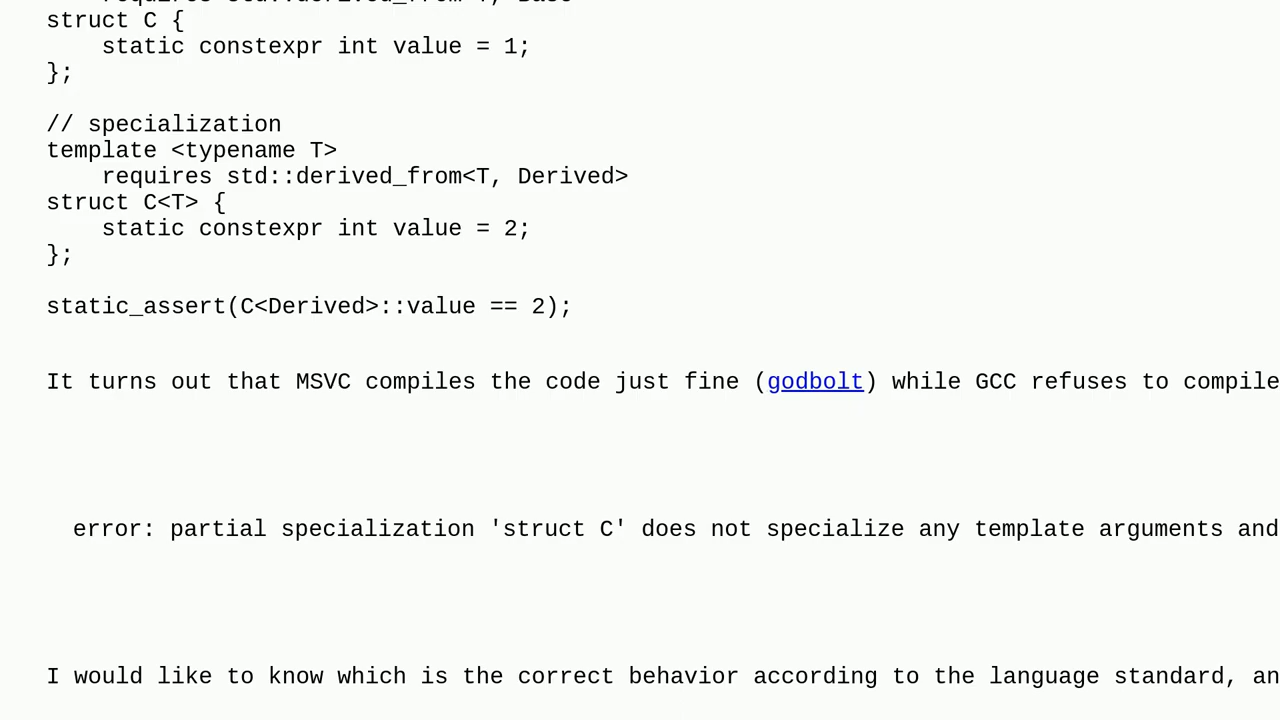 struct C {
    static constexpr int value = 1;
};
// specialization
template <typename T>
    requires std::derived_from<T, Derived>
struct C<T> {
    static constexpr int value = 2;
};
static_assert(C<Derived>::value == 2);
It turns out that MSVC compiles the code just fine (godbolt) while GCC refuses to compile
error: partial specialization 'struct C' does not specialize any template arguments and
I would like to know which is the correct behavior according to the language standard, an